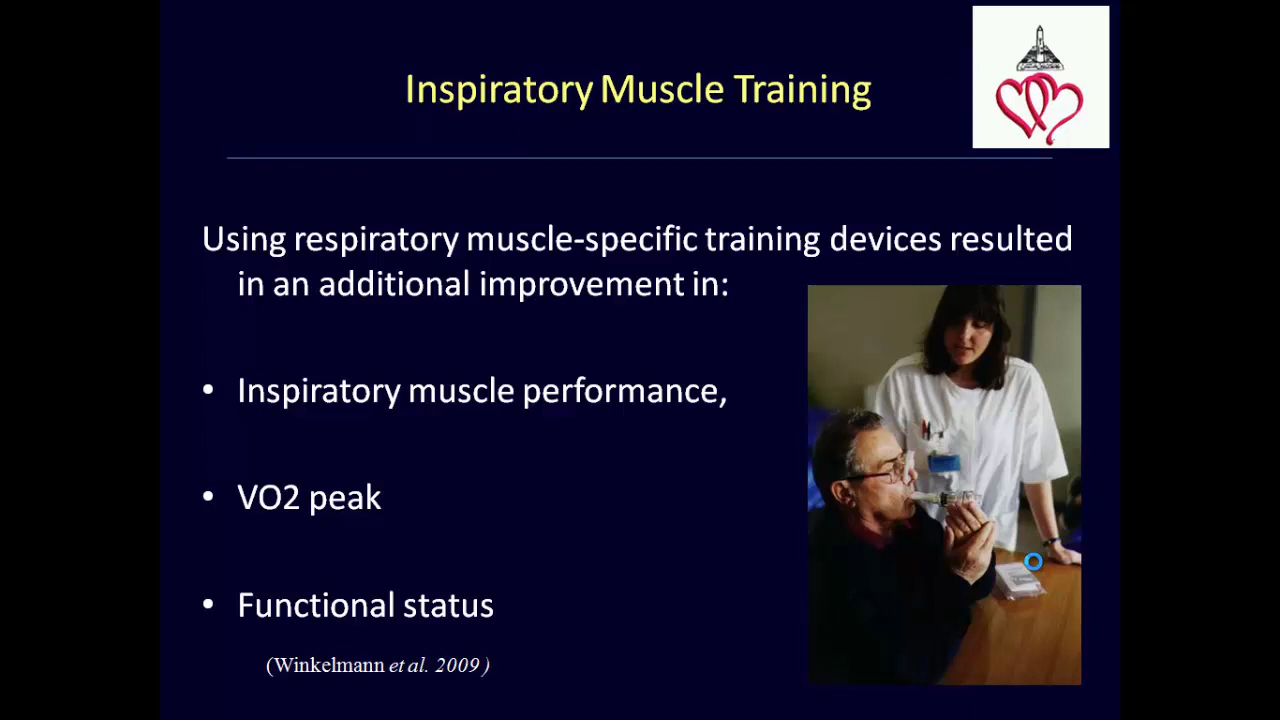 Inspiratory Muscle Training
Using respiratory muscle-specific training devices resulted
in an additional improvement in:
• Inspiratory muscle performance,
• VO2 peak
• Functional status
(Winkelmann et al. 2009 )